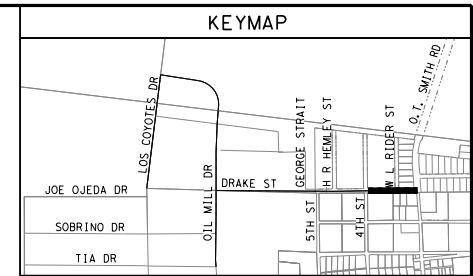 KEYMAP
LOS COYOTES DR
OIL MILL DR
GEORGE STRAIT
H R HEMLEY ST
W L RIDER ST
O. T. SMITH RD
JOE OJEDA DR
DRAKE ST
5TH ST
4TH ST
SOBRINO DR
TIA DR